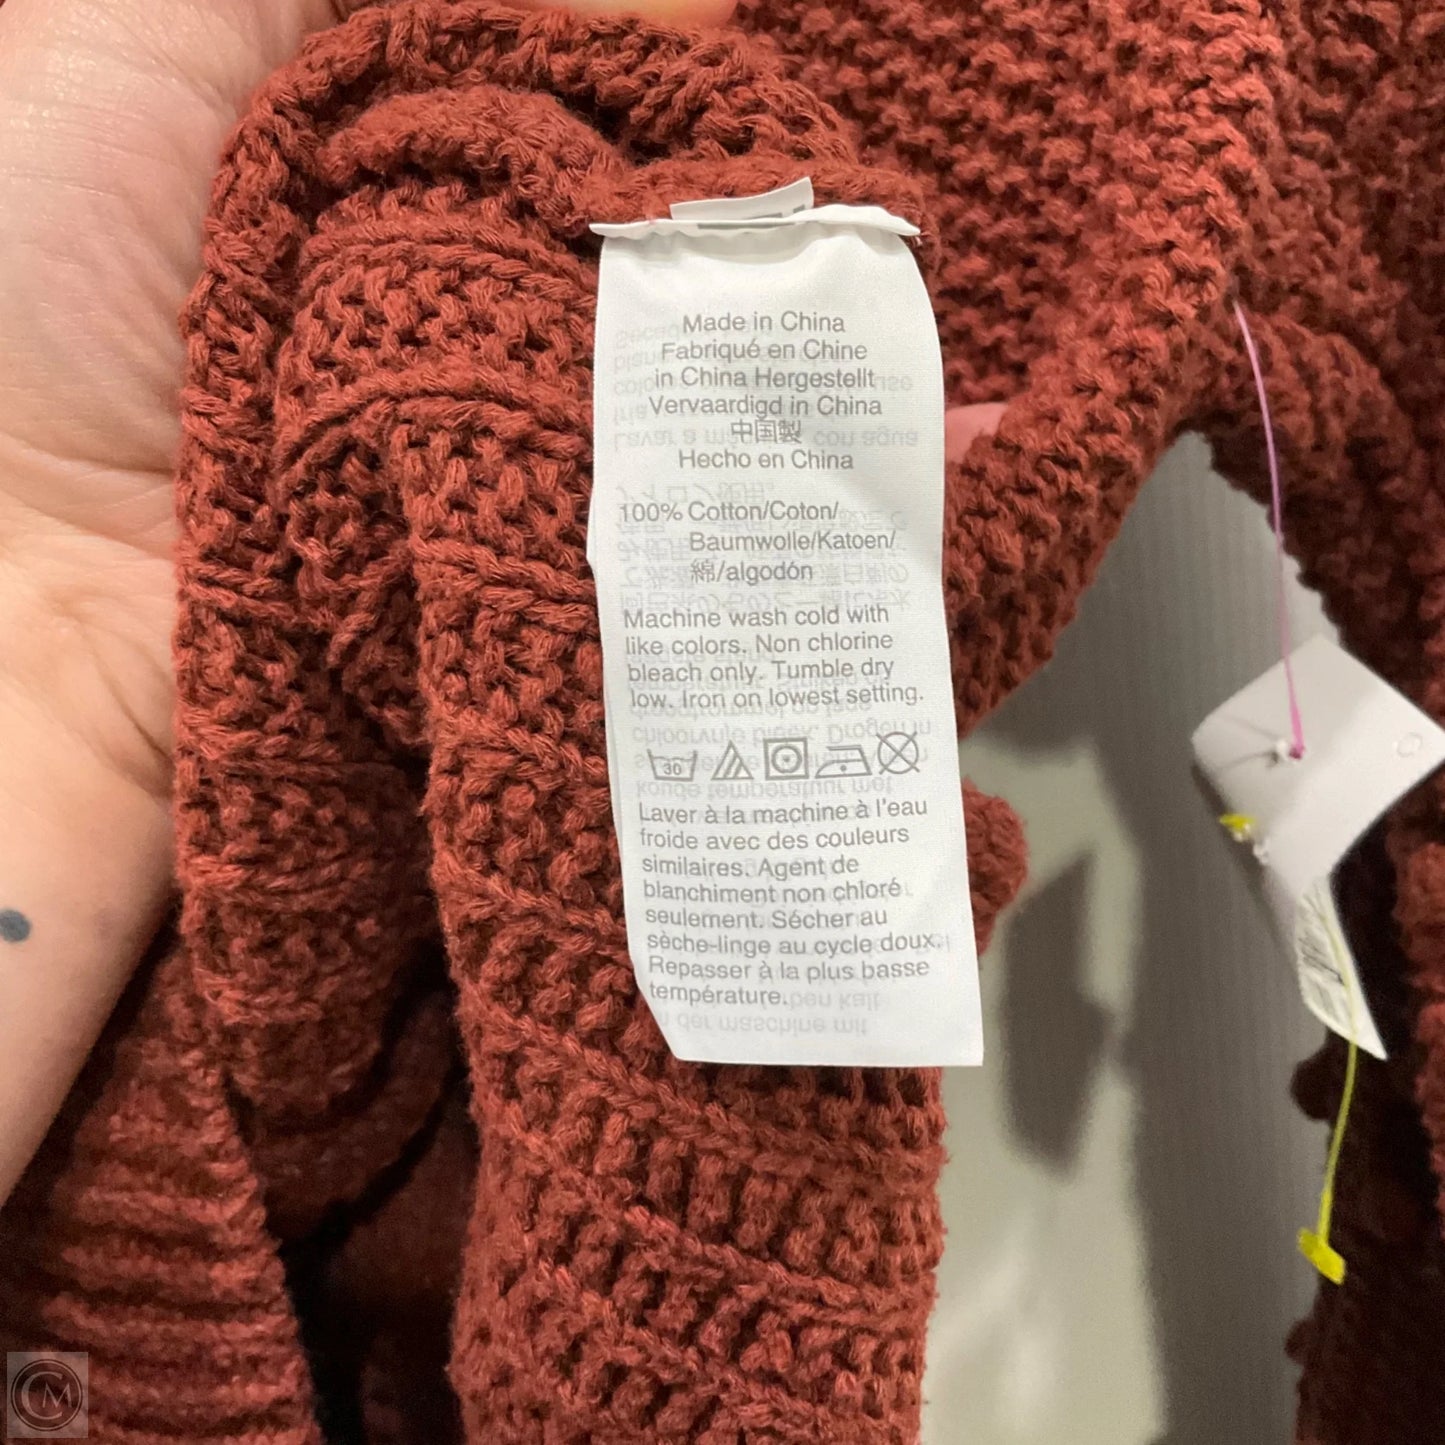 Made in China
Fabriqué en Chine
in China Hergestellt
Vervaardigd in China
中国製
Hecho en China
100% Cotton/Coton/
Baumwolle/Katoen/
綿/algodón
Machine wash cold with
like colors. Non chlorine
bleach only. Tumble dry
low. Iron on lowest setting.
30
Laver à la machine à l'eau
froide avec des couleurs
similaires. Agent de
blanchiment non chloré
seulement. Sécher au
sèche-linge au cycle doux.
Repasser à la plus basse
température.
CM